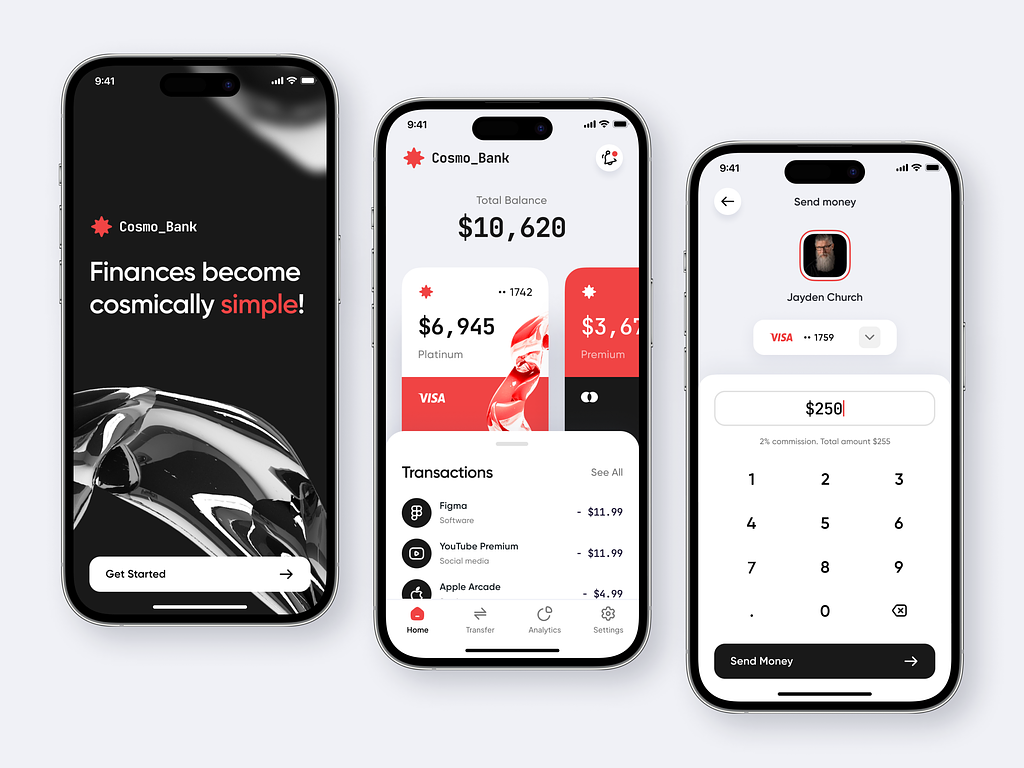 9:41
Cosmo_Bank
Finances become
cosmically simple!
Get Started
9:41
Cosmo_Bank
Total Balance
$10,620
•• 1742
$6,945
Platinum
VISA
$3,67
Premium
Transactions
See All
Figma
Software
- $11.99
YouTube Premium
Social media
- $11.99
Apple Arcade
- $4.99
Home
Transfer
Analytics
Settings
9:41
Send money
Jayden Church
VISA •• 1759
$250
2% commission. Total amount $255
1 2 3
4 5 6
7 8 9
. 0
Send Money